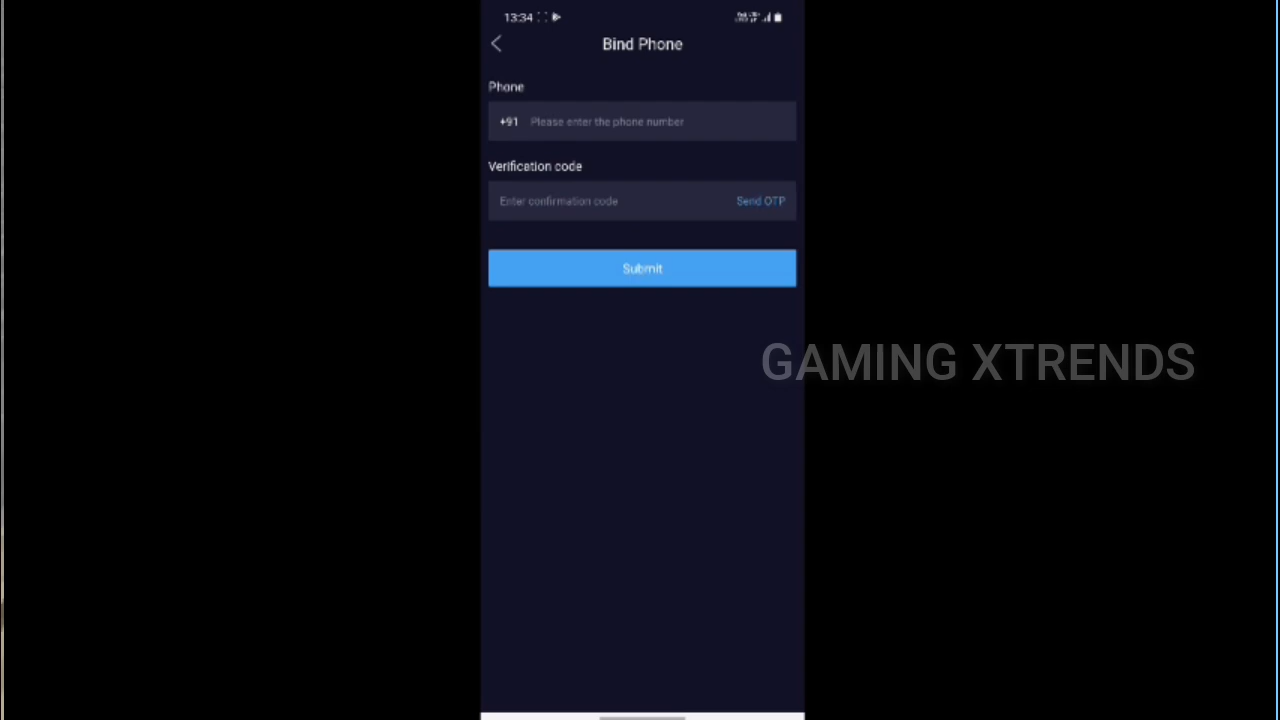 13:34
Bind Phone
Phone
+91 Please enter the phone number
Verification code
Enter confirmation code Send OTP
Submit
GAMING XTRENDS